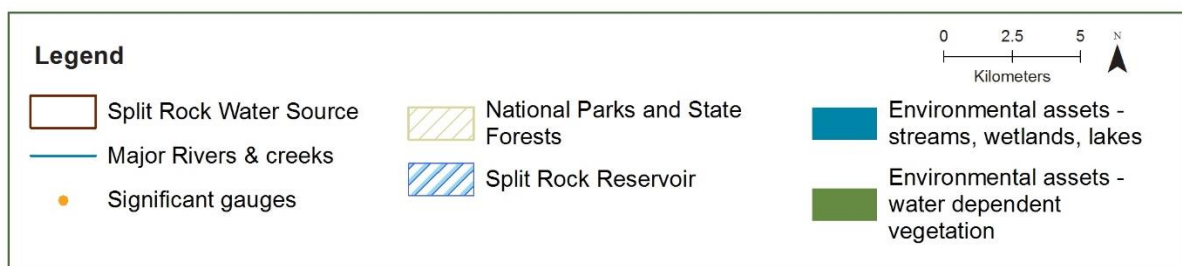 Legend
Split Rock Water Source
Major Rivers & creeks
Significant gauges
National Parks and State
Forests
Split Rock Reservoir
0 2.5 5
Kilometers
N
Environmental assets -
streams, wetlands, lakes
Environmental assets -
water dependent
vegetation